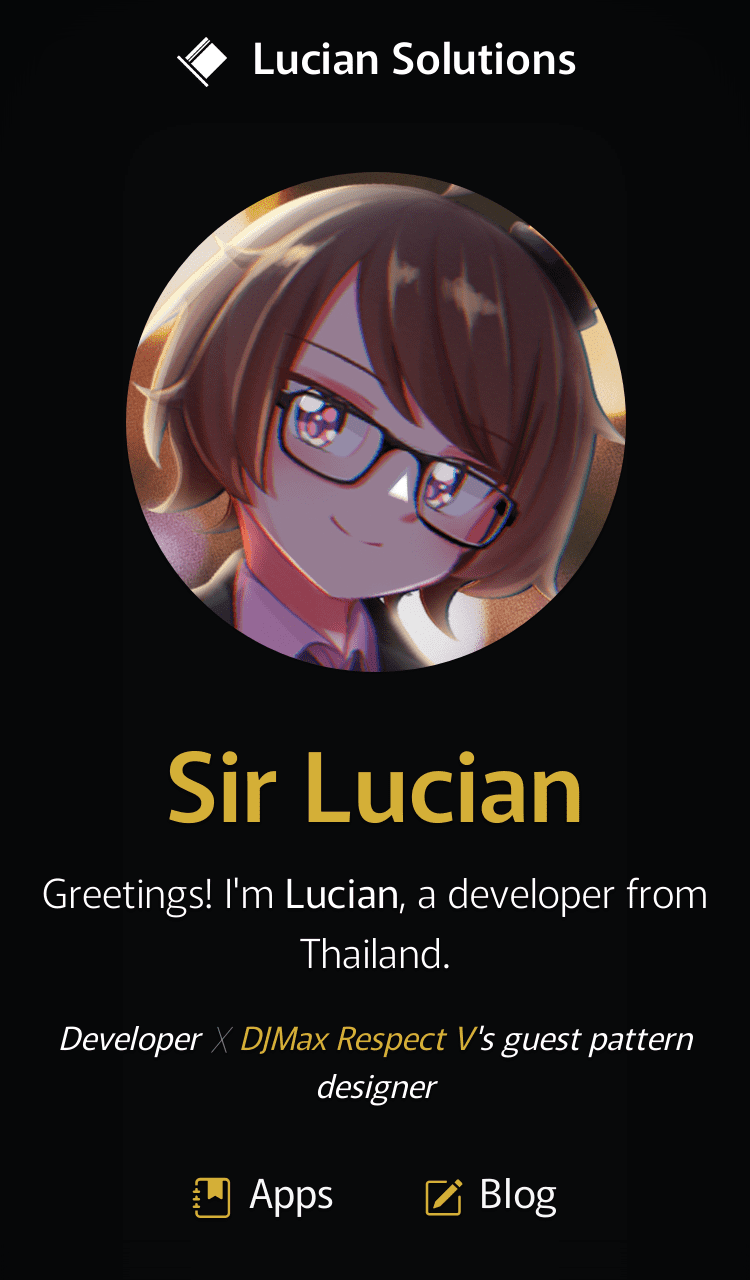 Lucian Solutions
Sir Lucian
Greetings! I'm Lucian, a developer from
Thailand.
Developer X DJMax Respect V's guest pattern
designer
Apps
Blog